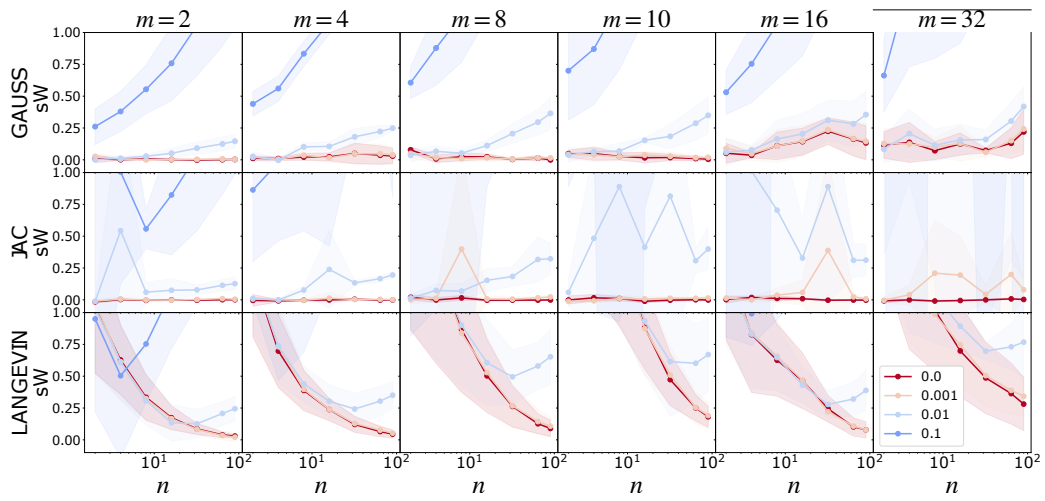 m = 2 m = 4 m = 8 m = 10 m = 16 m = 32
GAUSS
sW
1.00
0.75
0.50
0.25
0.00
JAC
sW
1.00
0.75
0.50
0.25
0.00
LANGEVIN
sW
1.00
0.75
0.50
0.25
0.00
0.0
0.001
0.01
0.1
10¹ 10² 10¹ 10² 10¹ 10² 10¹ 10² 10¹ 10² 10¹ 10²
n n n n n n